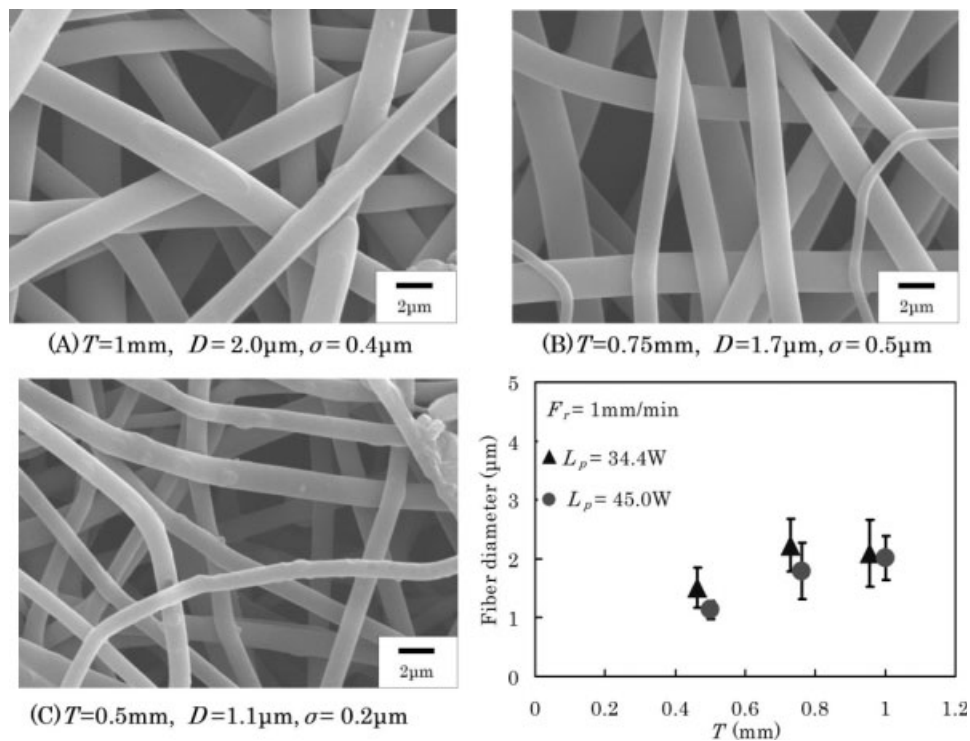 2μm
2μm
(A) T=1mm, D= 2.0μm, σ = 0.4μm
(B) T=0.75mm, D=1.7μm, σ = 0.5μm
2μm
(C) T=0.5mm, D=1.1μm, σ = 0.2μm
5
4
3
2
1
0
Fiber diameter (μm)
F_r = 1mm/min
▲ L_p = 34.4W
● L_p = 45.0W
0 0.2 0.4 0.6 0.8 1 1.2
T (mm)